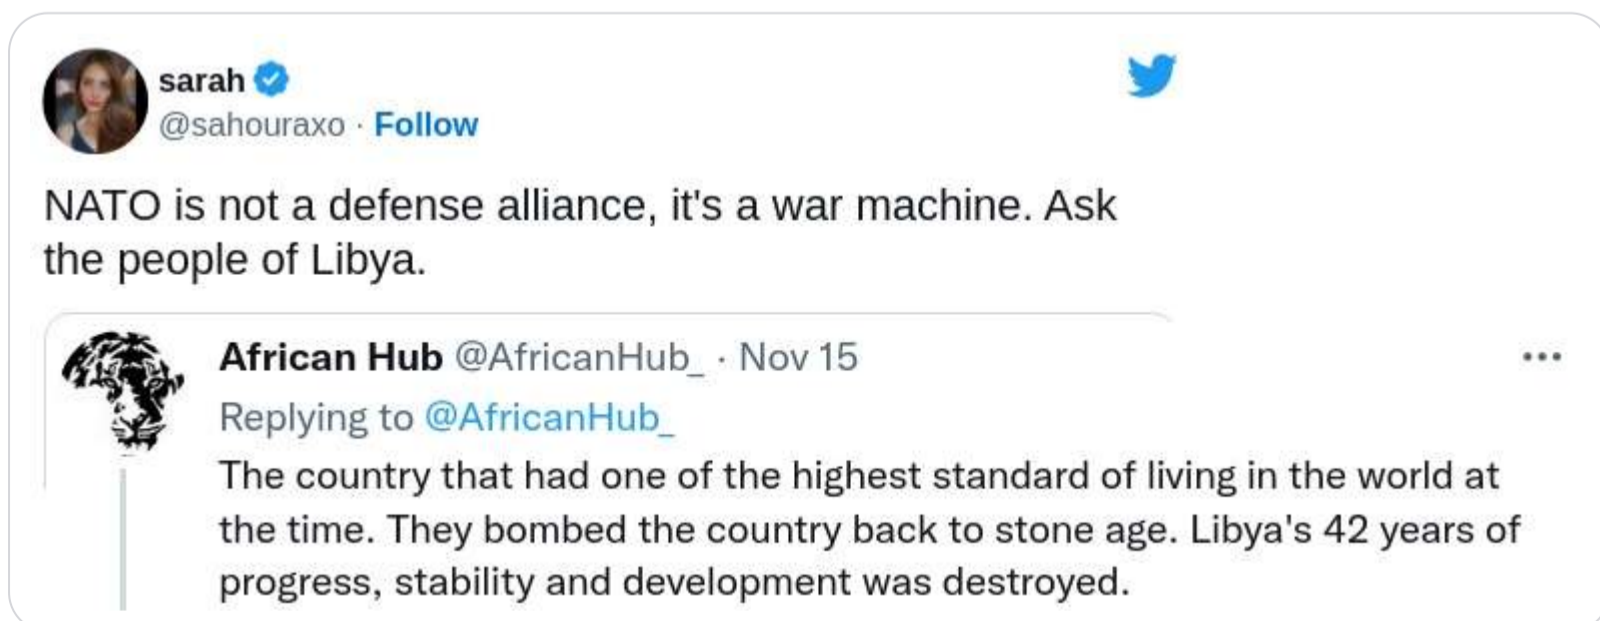 sarah
@sahouraxo · Follow
NATO is not a defense alliance, it's a war machine. Ask
the people of Libya.
African Hub @AfricanHub_ · Nov 15
Replying to @AfricanHub_
The country that had one of the highest standard of living in the world at
the time. They bombed the country back to stone age. Libya's 42 years of
progress, stability and development was destroyed.